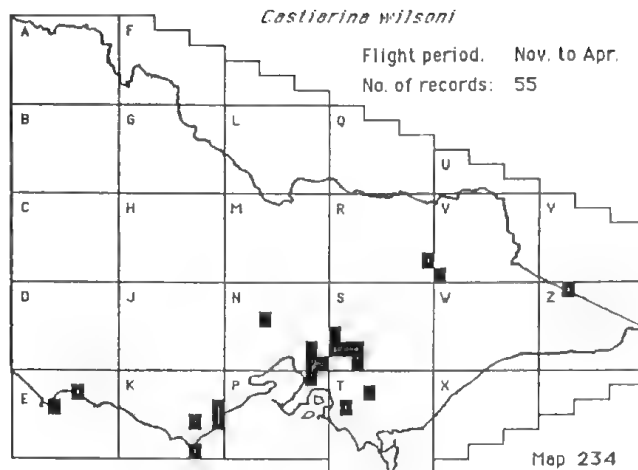 Castiarina wilsoni
Flight period. Nov. to Apr.
No. of records: 55
A F
B G L Q
U
C H M R V Y
D J N S W Z
E K P T X
Map 234